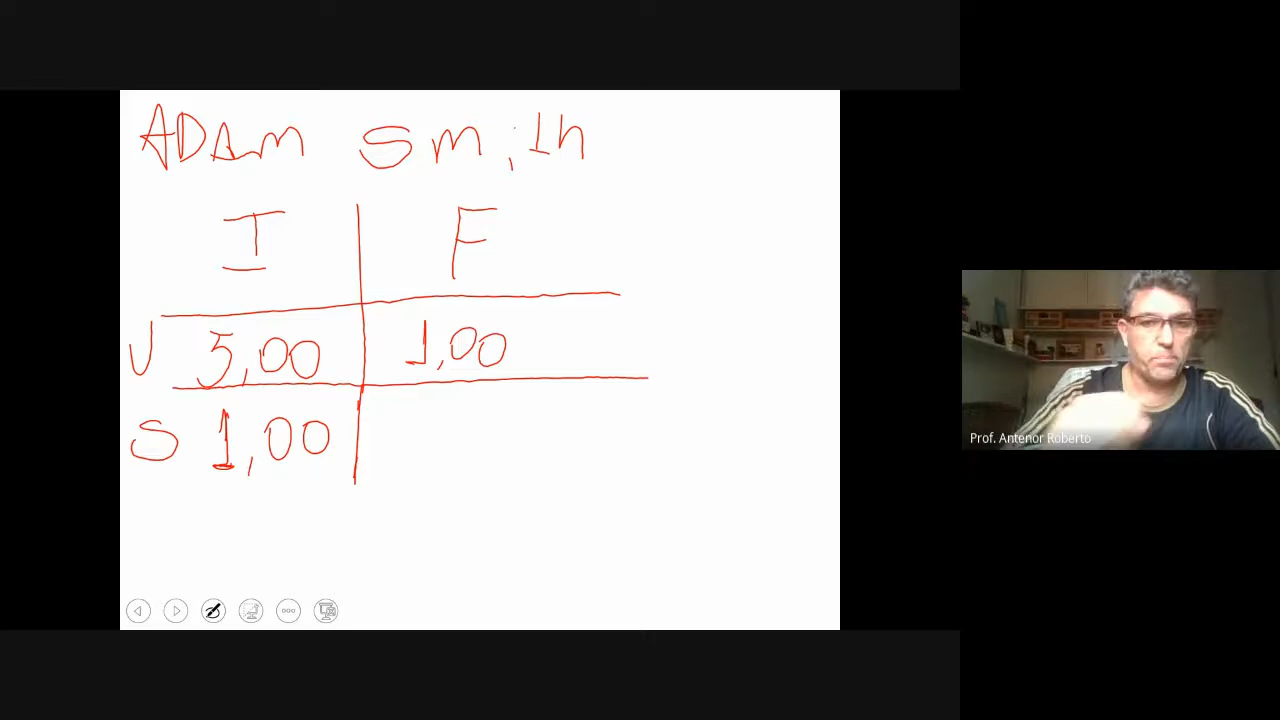 ADAM Smith
I F
V 5,00 1,00
S 1,00
Prof. Antenor Roberto